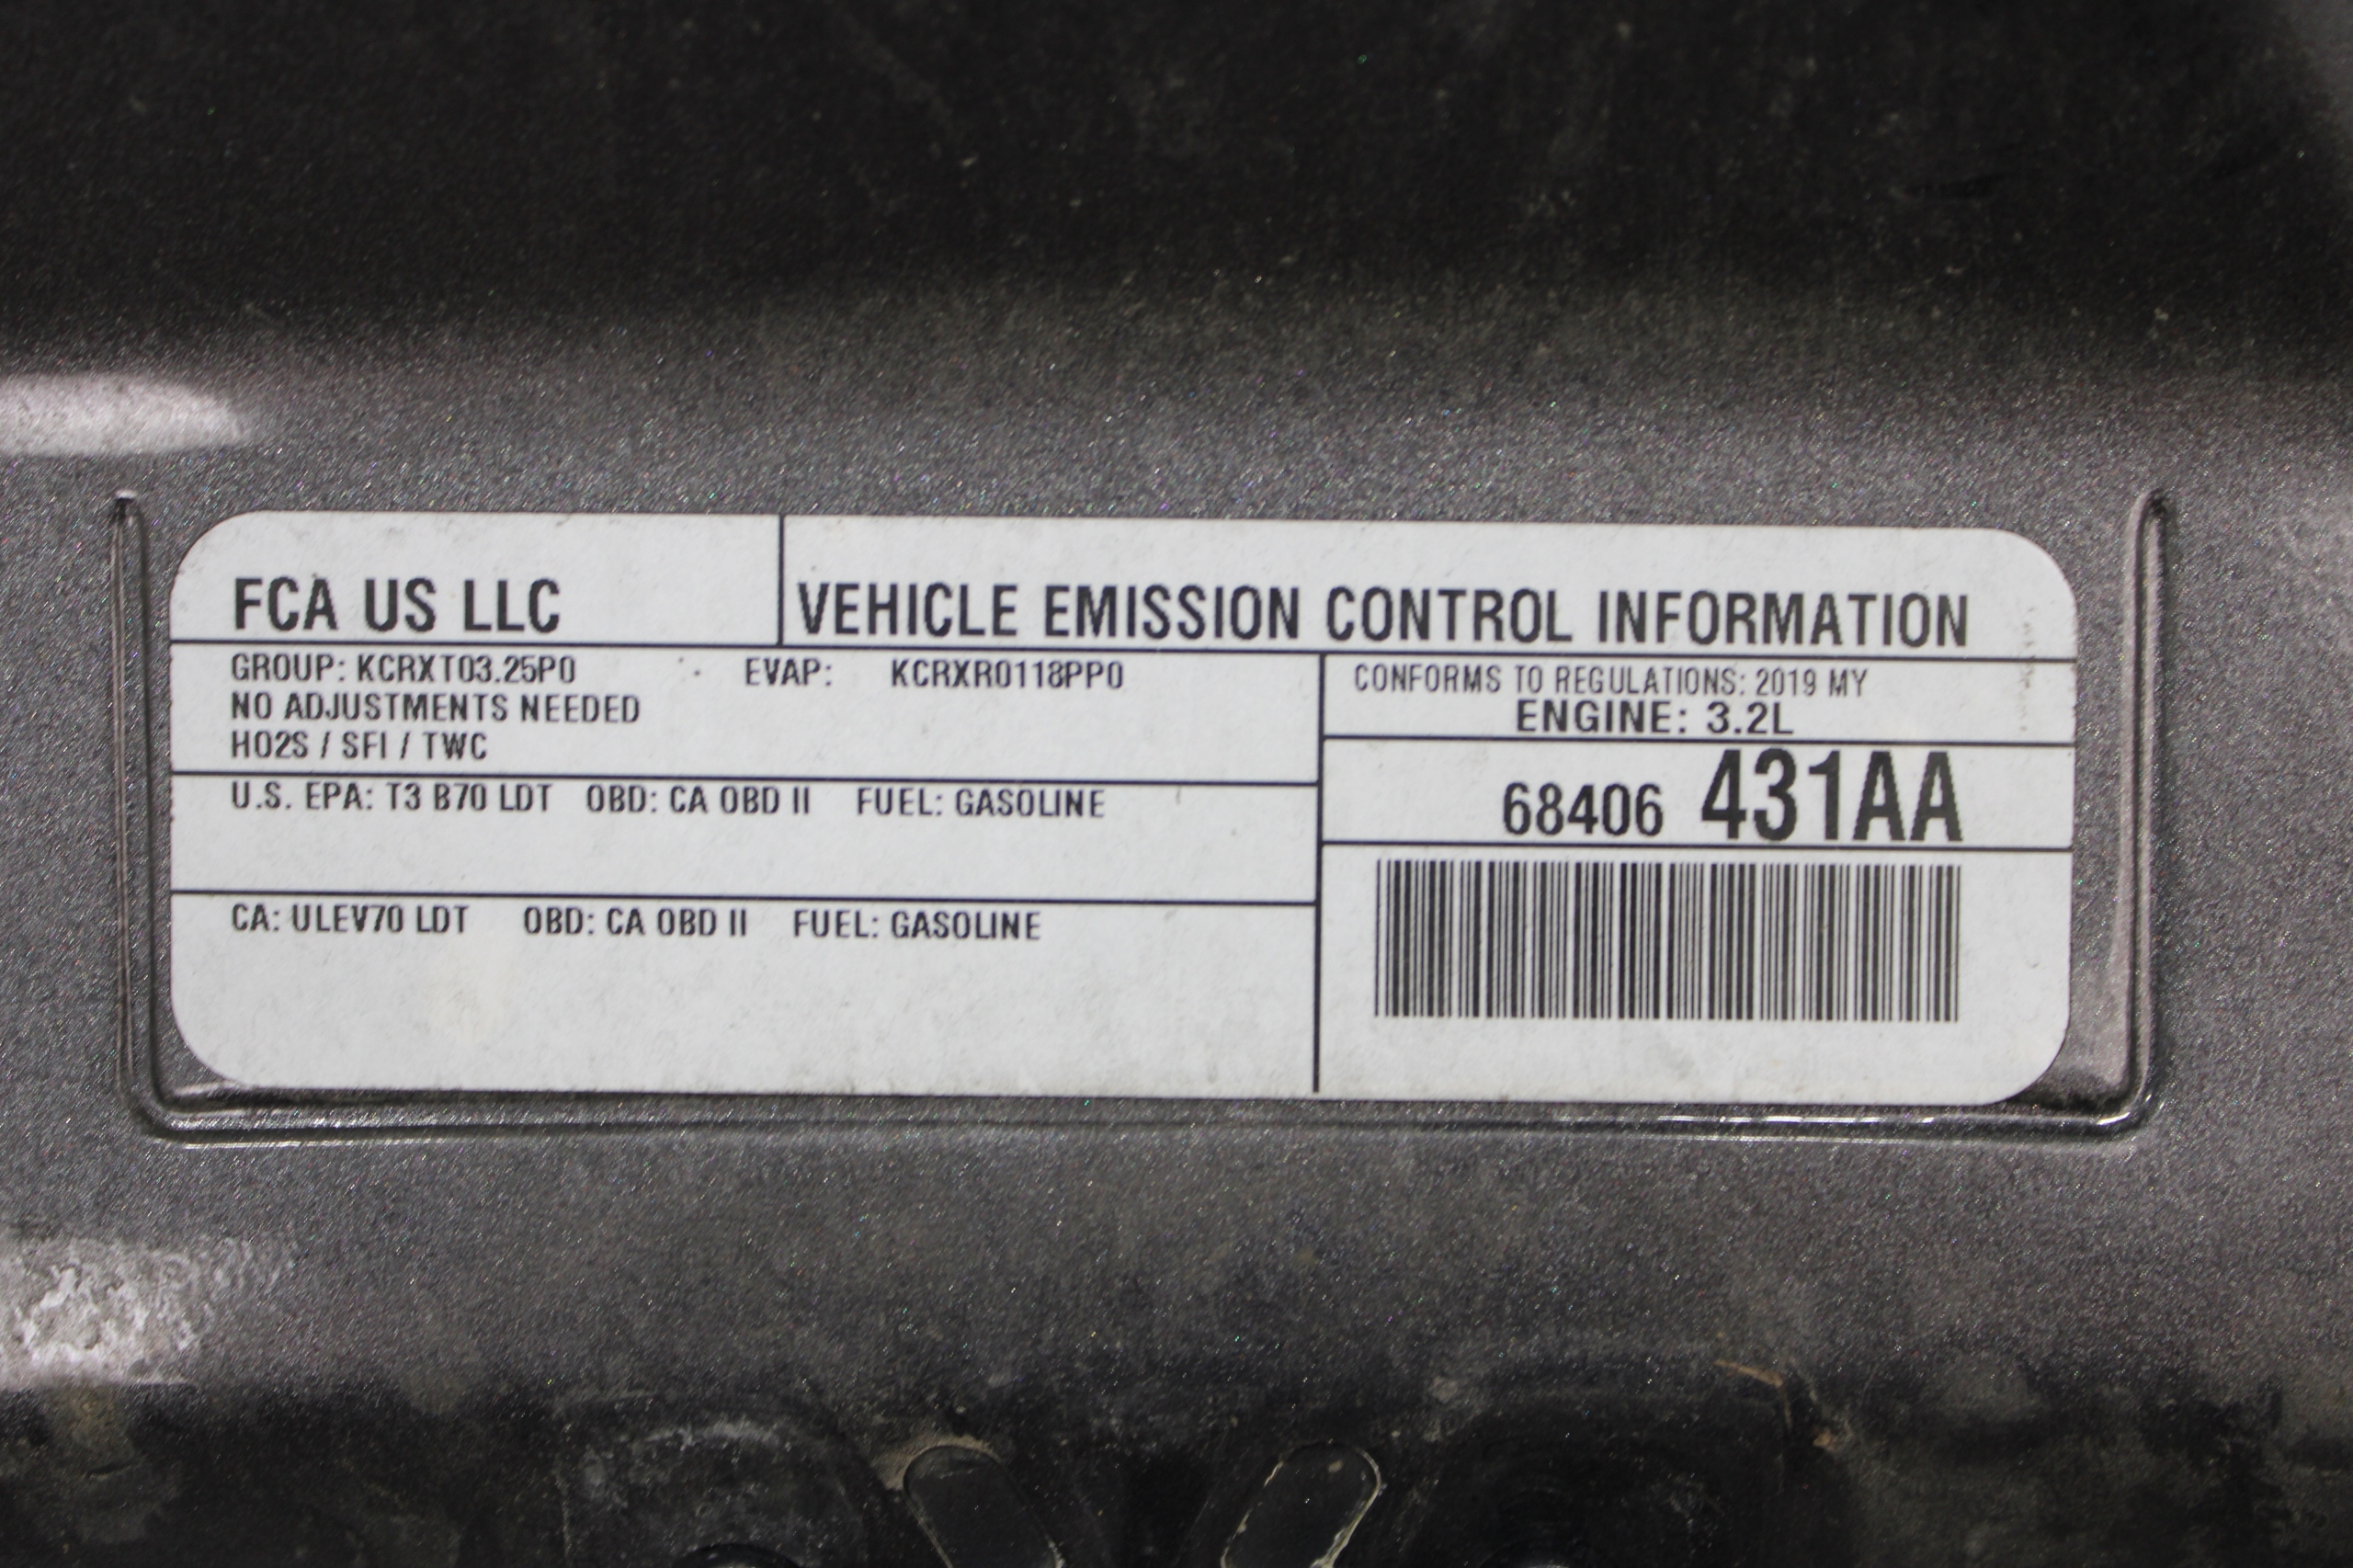 FCA US LLC
VEHICLE EMISSION CONTROL INFORMATION
GROUP: KCRXT03.25P0 EVAP: KCRXR0118PP0
NO ADJUSTMENTS NEEDED
HO2S / SFI / TWC
U.S. EPA: T3 B70 LDT OBD: CA OBD II FUEL: GASOLINE
CA: ULEV70 LDT OBD: CA OBD II FUEL: GASOLINE
CONFORMS TO REGULATIONS: 2019 MY
ENGINE: 3.2L
68406 431AA